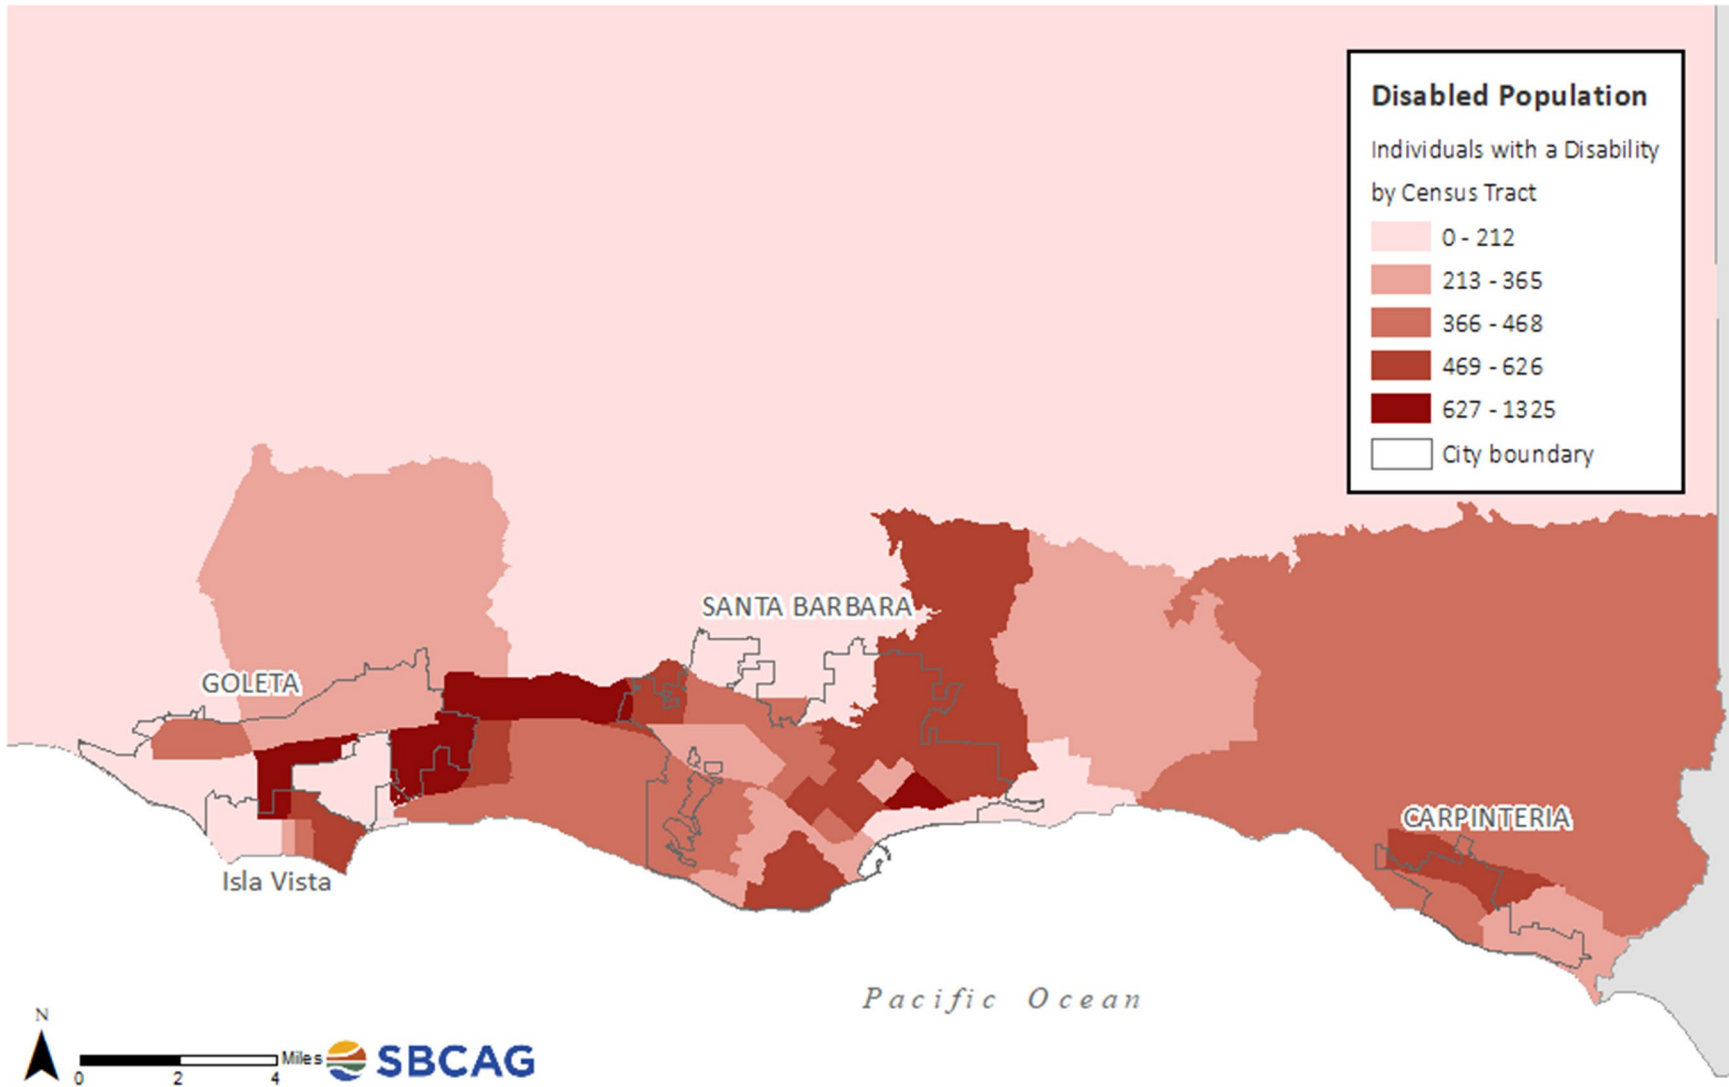 Disabled Population
Individuals with a Disability
by Census Tract
0 - 212
213 - 365
366 - 468
469 - 626
627 - 1325
City boundary
SANTA BARBARA
GOLETA
CARPINTERIA
Isla Vista
Pacific Ocean
N
Miles
0 2 4
SBCAG